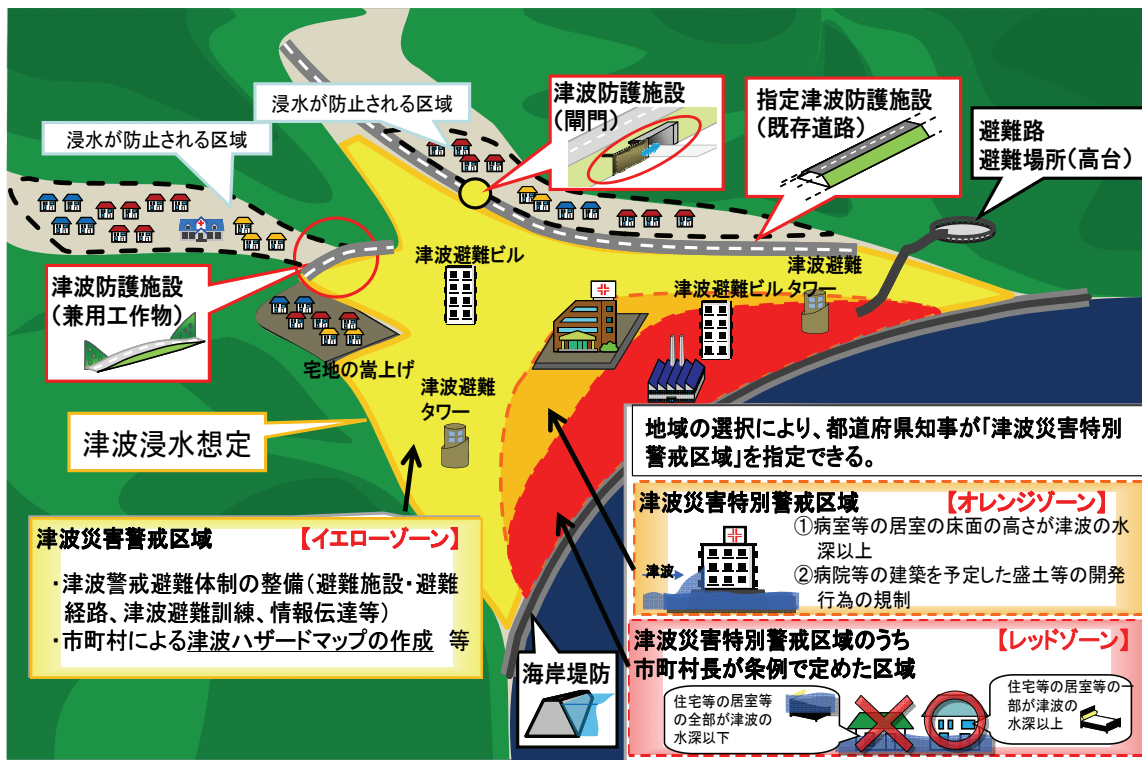 浸水が防止される区域
浸水が防止される区域
津波防護施設
(閘門)
指定津波防護施設
(既存道路)
避難路
避難場所(高台)
津波防護施設
(兼用工作物)
津波避難ビル
津波避難ビル
津波避難
タワー
宅地の嵩上げ
津波避難
タワー
津波浸水想定
地域の選択により、都道府県知事が「津波災害特別
警戒区域」を指定できる。
津波災害警戒区域 【イエローゾーン】
・津波警戒避難体制の整備(避難施設・避難
経路、津波避難訓練、情報伝達等)
・市町村による津波ハザードマップの作成 等
津波災害特別警戒区域 【オレンジゾーン】
津波
①病室等の居室の床面の高さが津波の水
深以上
②病院等の建築を予定した盛土等の開発
行為の規制
津波災害特別警戒区域のうち 【レッドゾーン】
市町村長が条例で定めた区域
住宅等の居室等
の全部が津波の
水深以下
住宅等の居室等の一
部が津波の
水深以上
海岸堤防